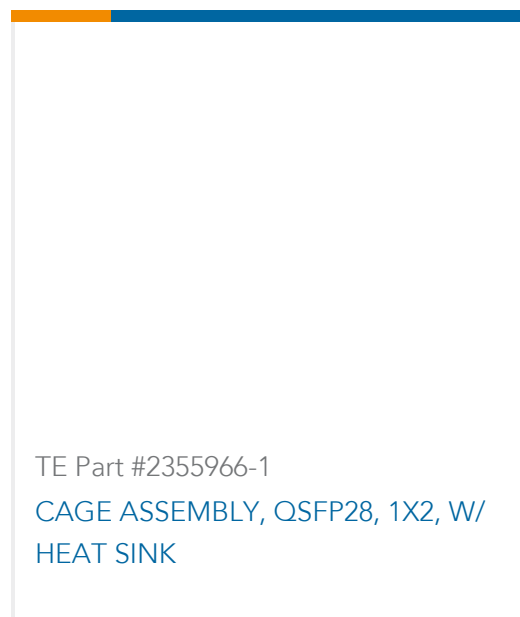 TE Part #2355966-1
CAGE ASSEMBLY, QSFP28, 1X2, W/
HEAT SINK